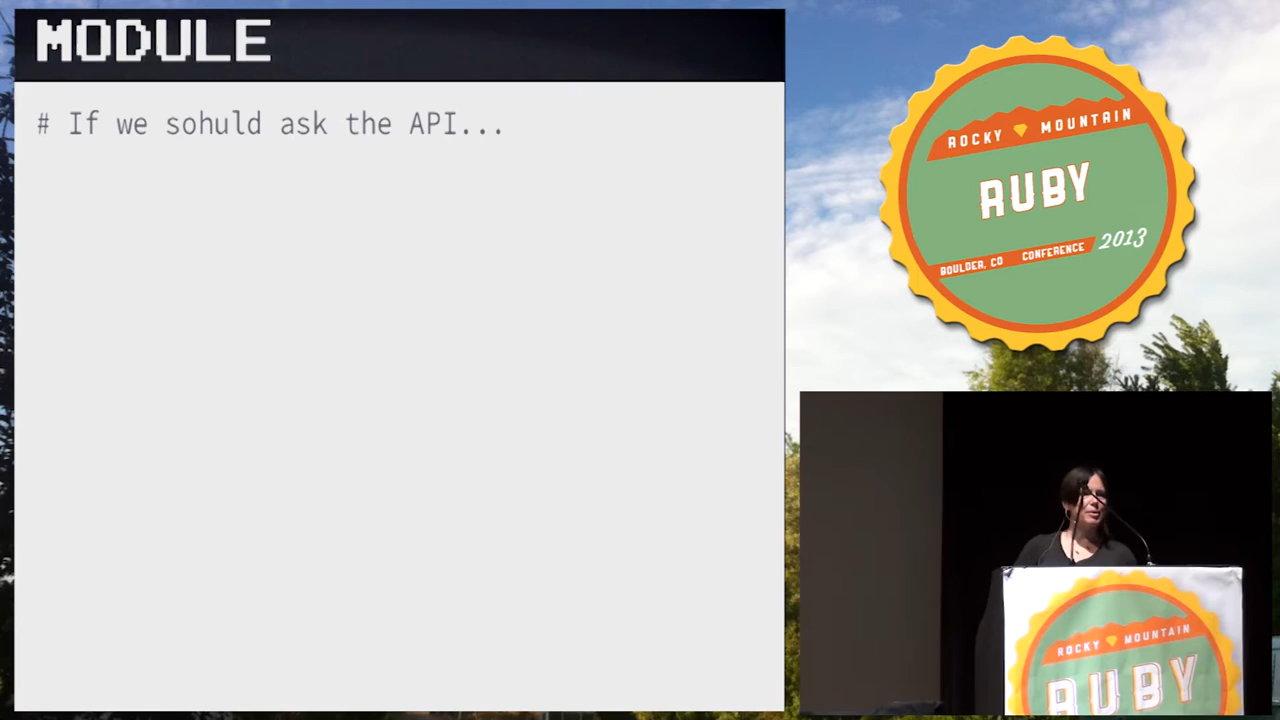 MODULE
# If we sohuld ask the API...
ROCKY MOUNTAIN
RUBY
BOULDER, CO CONFERENCE 2013
ROCKY MOUNTAIN
RUBY